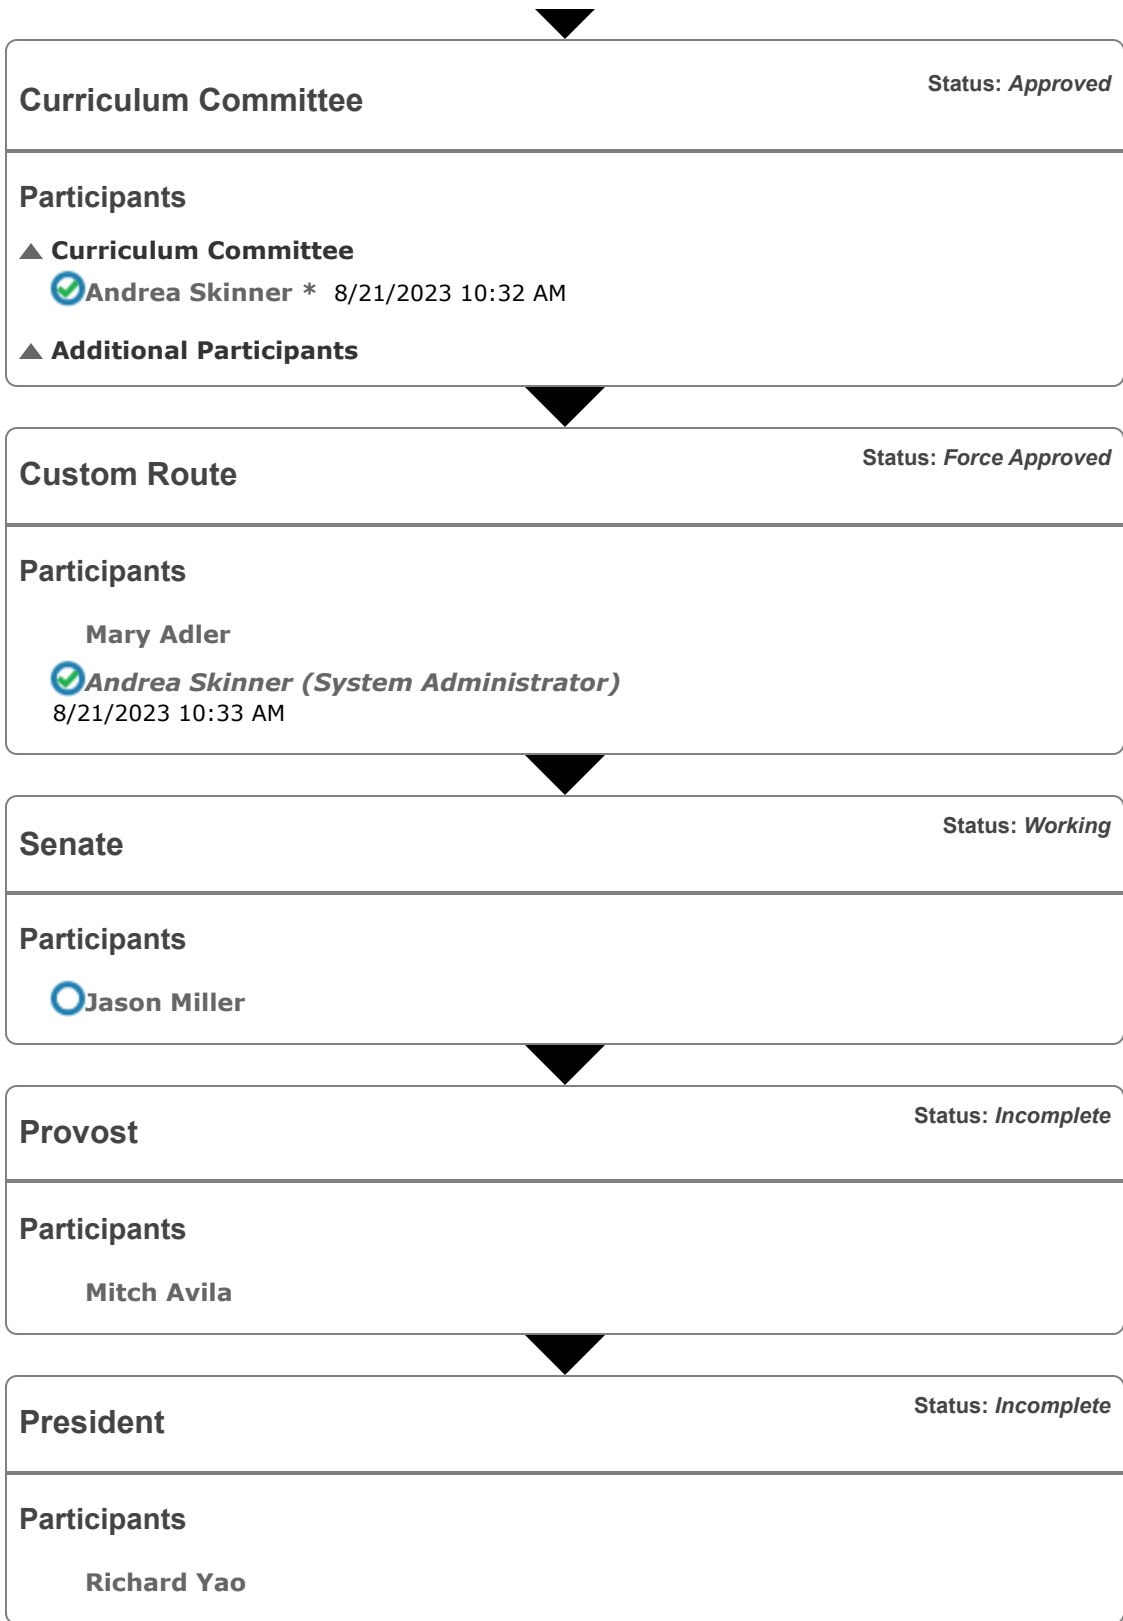 Curriculum Committee
Status: Approved
Participants
Curriculum Committee
Andrea Skinner * 8/21/2023 10:32 AM
Additional Participants
Custom Route
Status: Force Approved
Participants
Mary Adler
Andrea Skinner (System Administrator)
8/21/2023 10:33 AM
Senate
Status: Working
Participants
Jason Miller
Provost
Status: Incomplete
Participants
Mitch Avila
President
Status: Incomplete
Participants
Richard Yao